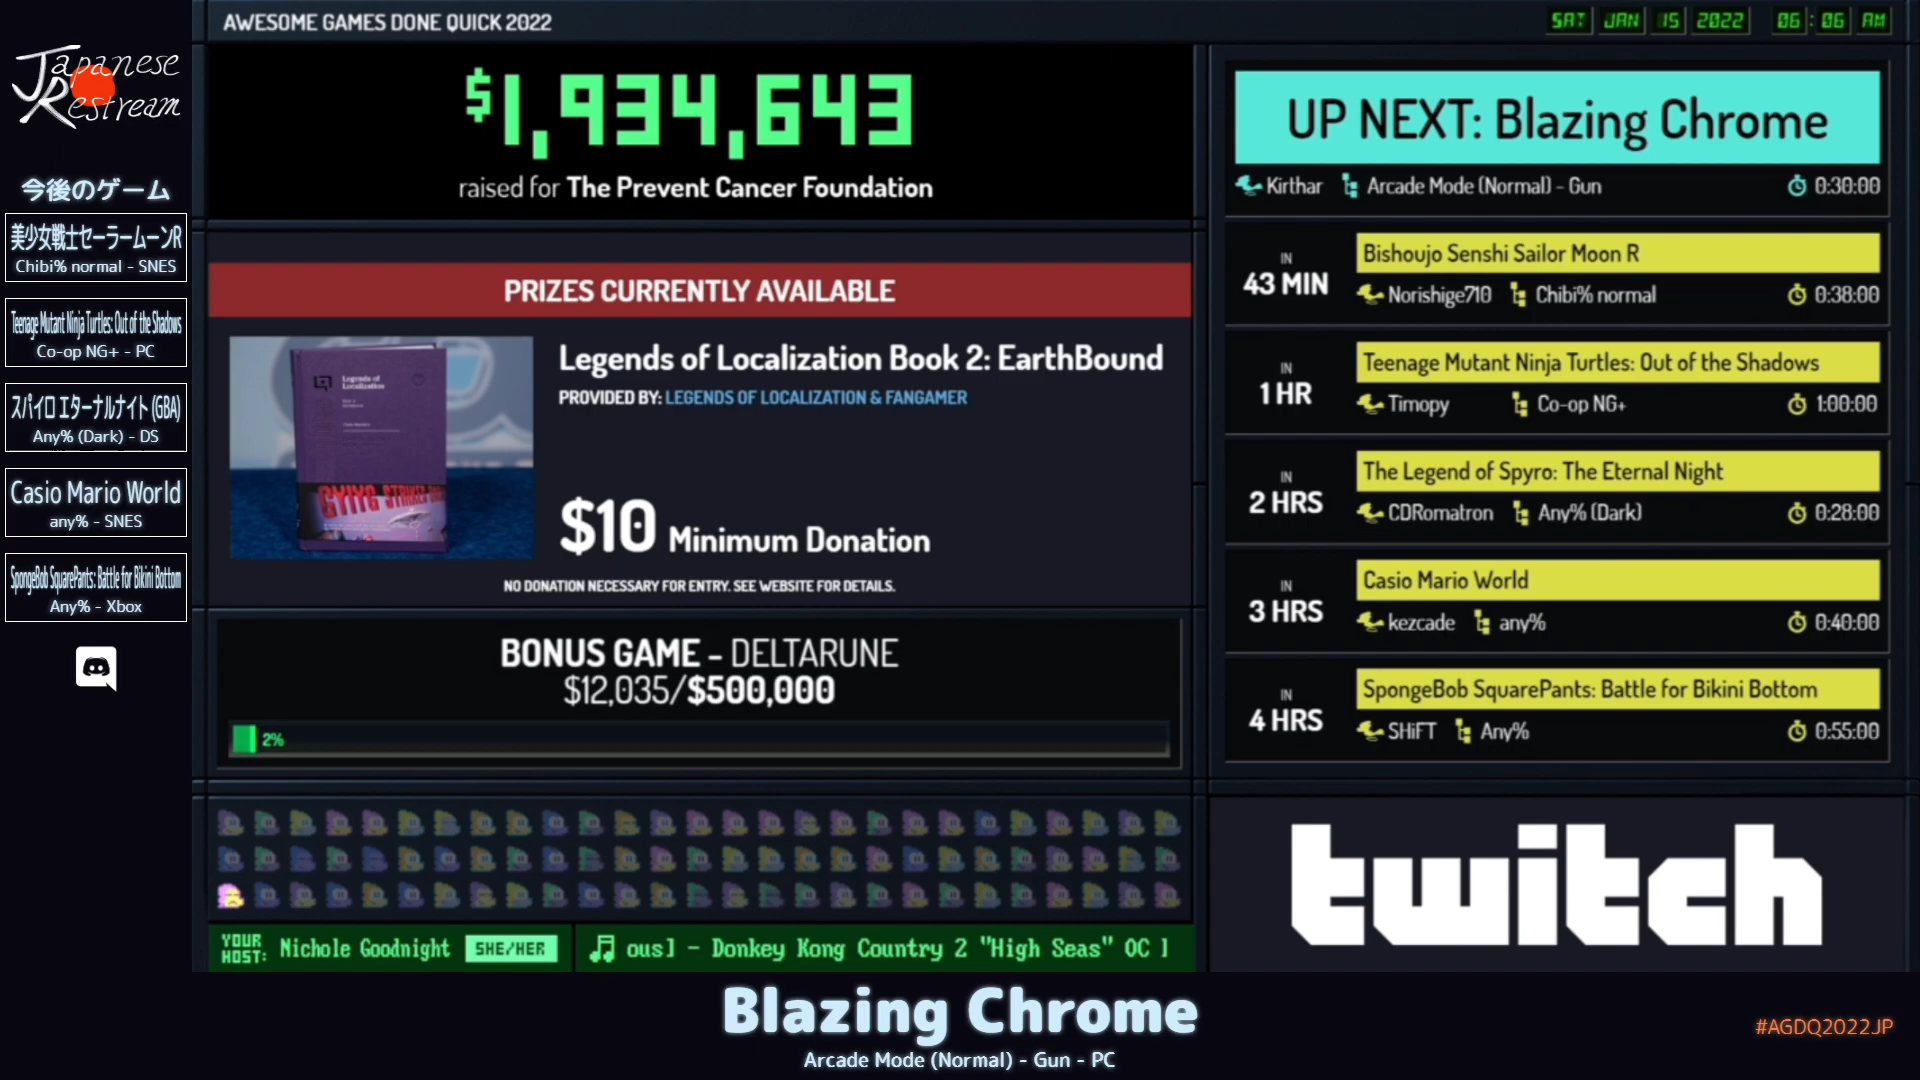 Japanese Restream
今後のゲーム
美少女戦士セーラームーンR
Chibi% normal - SNES
Teenage Mutant Ninja Turtles: Out of the Shadows
Co-op NG+ - PC
スパイロ エターナルナイト (GBA)
Any% (Dark) - DS
Casio Mario World
any% - SNES
SpongeBob SquarePants: Battle for Bikini Bottom
Any% - Xbox
AWESOME GAMES DONE QUICK 2022
SAT JAN 15 2022 06:06 AM
$1,934,643
raised for The Prevent Cancer Foundation
PRIZES CURRENTLY AVAILABLE
Legends of Localization
Legends of Localization Book 2: EarthBound
PROVIDED BY: LEGENDS OF LOCALIZATION & FANGAMER
$10 Minimum Donation
NO DONATION NECESSARY FOR ENTRY. SEE WEBSITE FOR DETAILS.
BONUS GAME - DELTARUNE
$12,035/$500,000
2%
YOUR HOST: Nichole Goodnight SHE/HER
ous] - Donkey Kong Country 2 "High Seas" OC ]
UP NEXT: Blazing Chrome
Kirthar Arcade Mode (Normal) - Gun 0:30:00
IN 43 MIN
Bishoujo Senshi Sailor Moon R
Norishige710 Chibi% normal 0:38:00
IN 1 HR
Teenage Mutant Ninja Turtles: Out of the Shadows
Timopy Co-op NG+ 1:00:00
IN 2 HRS
The Legend of Spyro: The Eternal Night
CDRomatron Any% (Dark) 0:28:00
IN 3 HRS
Casio Mario World
kezcade any% 0:40:00
IN 4 HRS
SpongeBob SquarePants: Battle for Bikini Bottom
SHiFT Any% 0:55:00
twitch
Blazing Chrome
Arcade Mode (Normal) - Gun - PC
#AGDQ2022JP